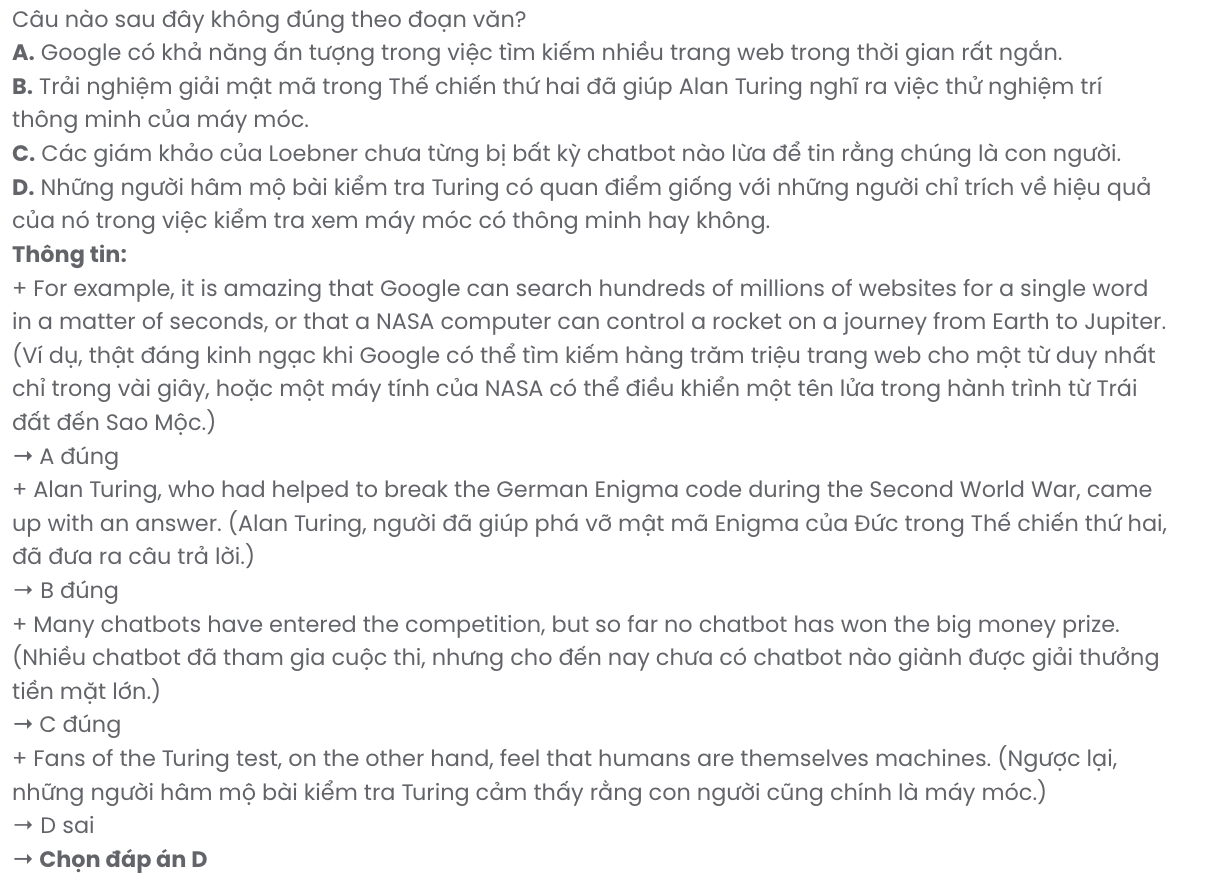 Câu nào sau đây không đúng theo đoạn văn?
A. Google có khả năng ấn tượng trong việc tìm kiếm nhiều trang web trong thời gian rất ngắn.
B. Trải nghiệm giải mật mã trong Thế chiến thứ hai đã giúp Alan Turing nghĩ ra việc thử nghiệm trí
thông minh của máy móc.
C. Các giám khảo của Loebner chưa từng bị bất kỳ chatbot nào lừa để tin rằng chúng là con người.
D. Những người hâm mộ bài kiểm tra Turing có quan điểm giống với những người chỉ trích về hiệu quả
của nó trong việc kiểm tra xem máy móc có thông minh hay không.
Thông tin:
+ For example, it is amazing that Google can search hundreds of millions of websites for a single word
in a matter of seconds, or that a NASA computer can control a rocket on a journey from Earth to Jupiter.
(Ví dụ, thật đáng kinh ngạc khi Google có thể tìm kiếm hàng trăm triệu trang web cho một từ duy nhất
chỉ trong vài giây, hoặc một máy tính của NASA có thể điều khiển một tên lửa trong hành trình từ Trái
đất đến Sao Mộc.)
→ A đúng
+ Alan Turing, who had helped to break the German Enigma code during the Second World War, came
up with an answer. (Alan Turing, người đã giúp phá vỡ mật mã Enigma của Đức trong Thế chiến thứ hai,
đã đưa ra câu trả lời.)
→ B đúng
+ Many chatbots have entered the competition, but so far no chatbot has won the big money prize.
(Nhiều chatbot đã tham gia cuộc thi, nhưng cho đến nay chưa có chatbot nào giành được giải thưởng
tiền mặt lớn.)
→ C đúng
+ Fans of the Turing test, on the other hand, feel that humans are themselves machines. (Ngược lại,
những người hâm mộ bài kiểm tra Turing cảm thấy rằng con người cũng chính là máy móc.)
→ D sai
→ Chọn đáp án D